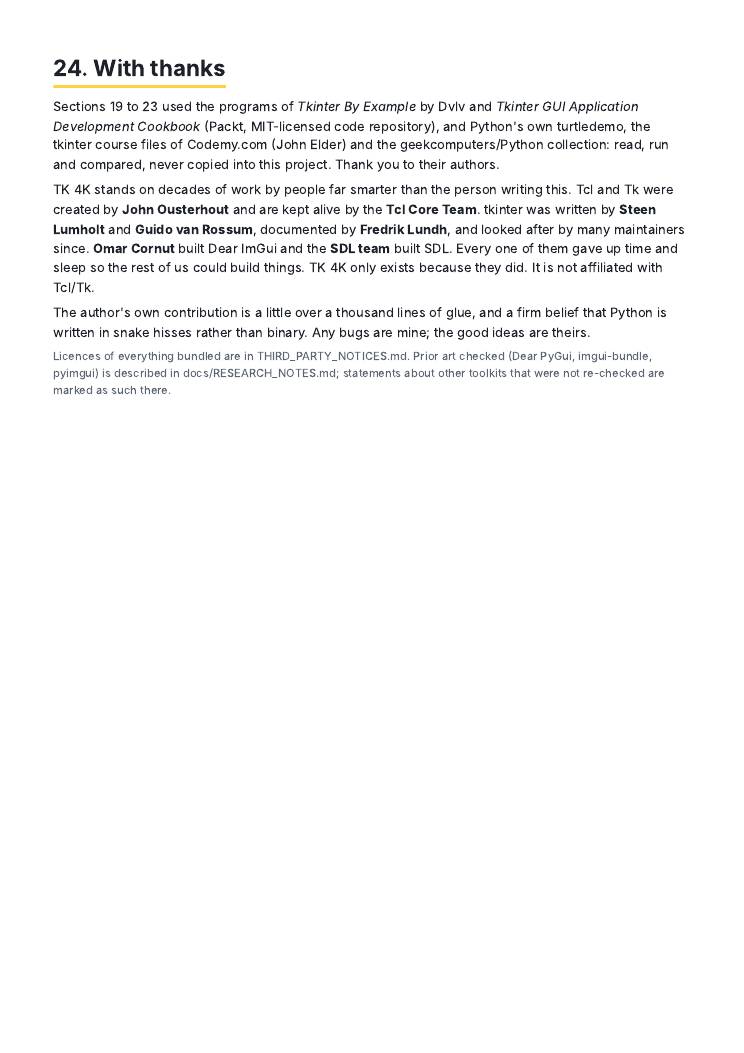 24. With thanks
Sections 19 to 23 used the programs of Tkinter By Example by Dvlv and Tkinter GUI Application
Development Cookbook (Packt, MIT-licensed code repository), and Python's own turtledemo, the
tkinter course files of Codemy.com (John Elder) and the geekcomputers/Python collection: read, run
and compared, never copied into this project. Thank you to their authors.
TK 4K stands on decades of work by people far smarter than the person writing this. Tcl and Tk were
created by John Ousterhout and are kept alive by the Tcl Core Team. tkinter was written by Steen
Lumholt and Guido van Rossum, documented by Fredrik Lundh, and looked after by many maintainers
since. Omar Cornut built Dear ImGui and the SDL team built SDL. Every one of them gave up time and
sleep so the rest of us could build things. TK 4K only exists because they did. It is not affiliated with
Tcl/Tk.
The author's own contribution is a little over a thousand lines of glue, and a firm belief that Python is
written in snake hisses rather than binary. Any bugs are mine; the good ideas are theirs.
Licences of everything bundled are in THIRD_PARTY_NOTICES.md. Prior art checked (Dear PyGui, imgui-bundle,
pyimgui) is described in docs/RESEARCH_NOTES.md; statements about other toolkits that were not re-checked are
marked as such there.